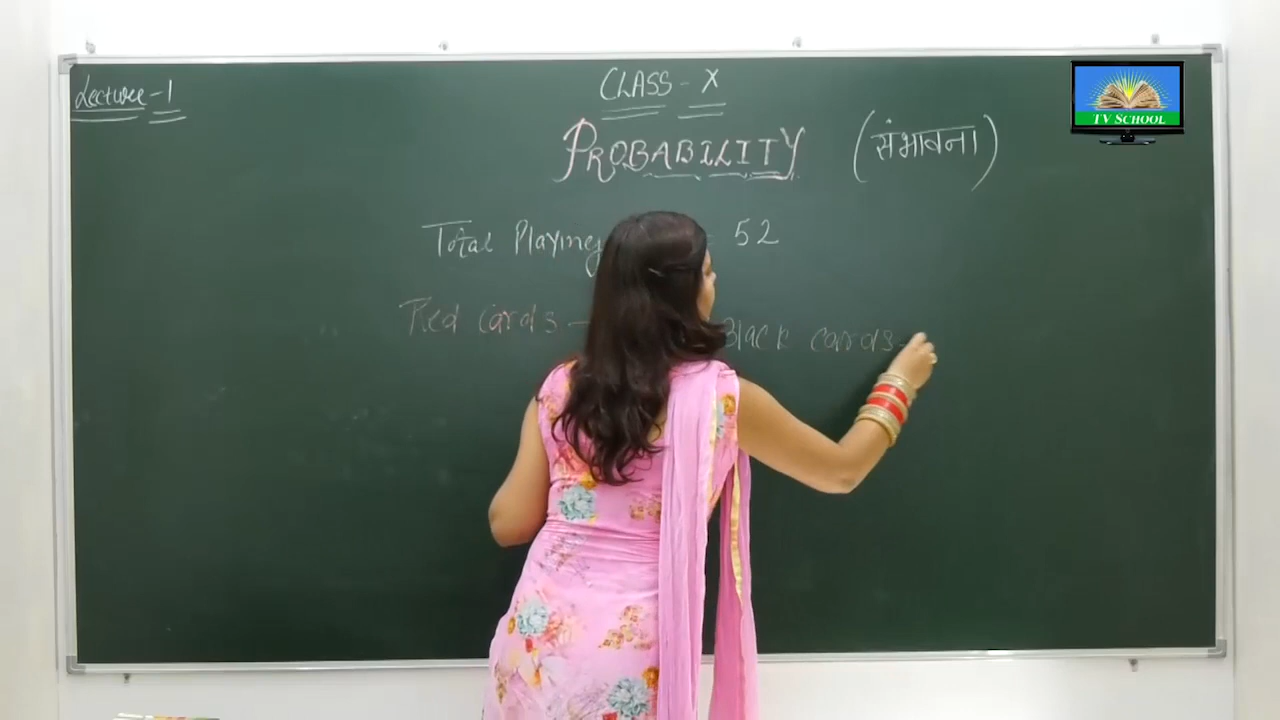 Lecture-1
CLASS - X
PROBABILITY (संभावना)
Total Playing = 52
Red cards - Black cards-
TV SCHOOL